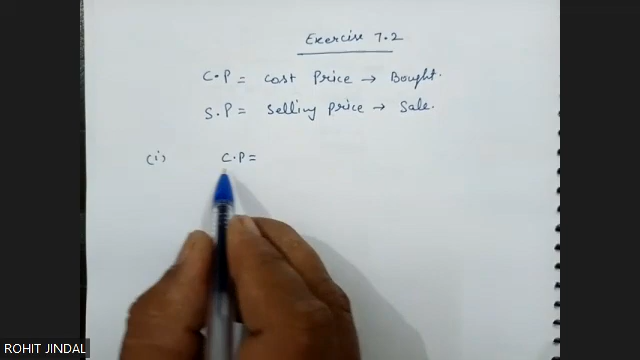 Exercise 7.2
C.P = Cost Price → Bought.
S.P = Selling price → Sale.
(i) C.P =
ROHIT JINDAL